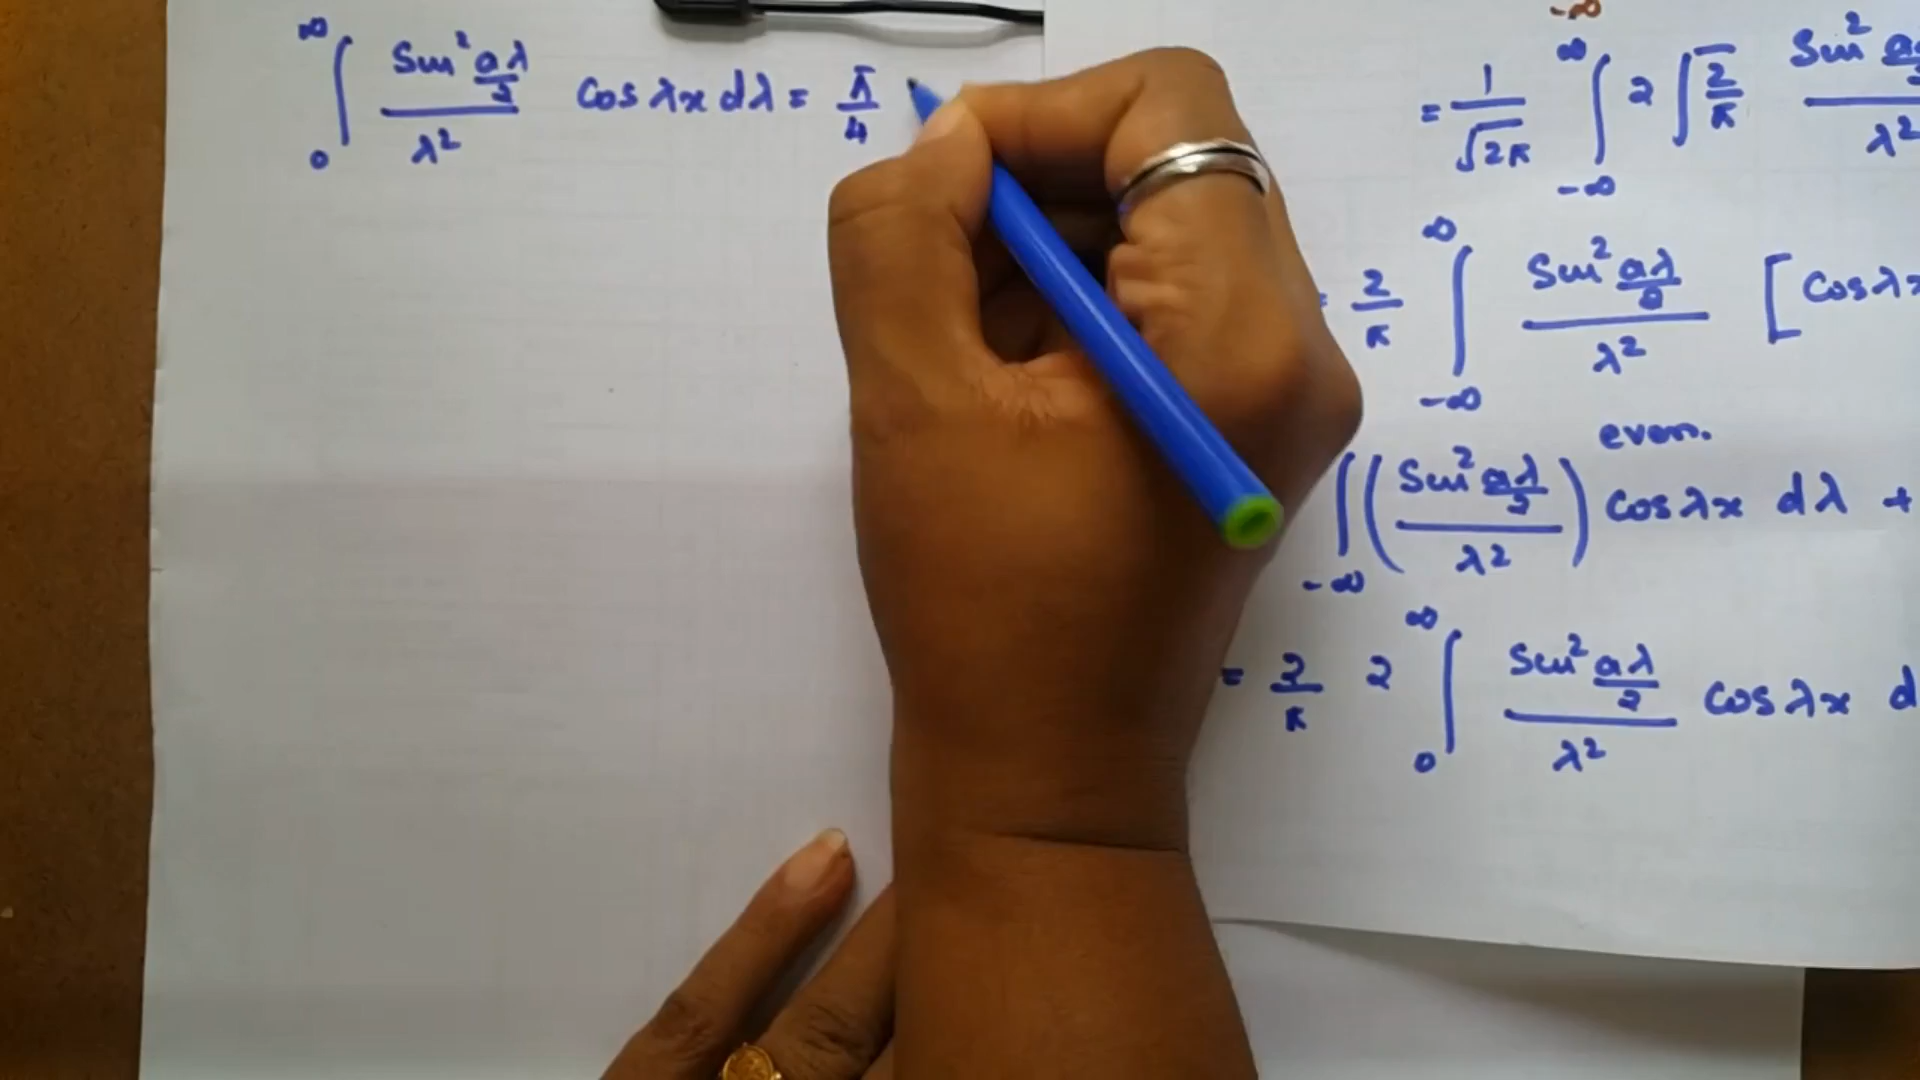 ∫₀^∞ (sin² aλ/2)/λ² cos λx dλ = π/4
-∞
= 1/√2π ∫_{-∞}^∞ 2 √2/π (sin² a)/λ²
2/π ∫_{-∞}^∞ (sin² aλ/2)/λ² [cos λx
even.
∫_{-∞} ((sin² aλ/2)/λ²) cos λx dλ +
= 2/π 2 ∫₀^∞ (sin² aλ/2)/λ² cos λx d